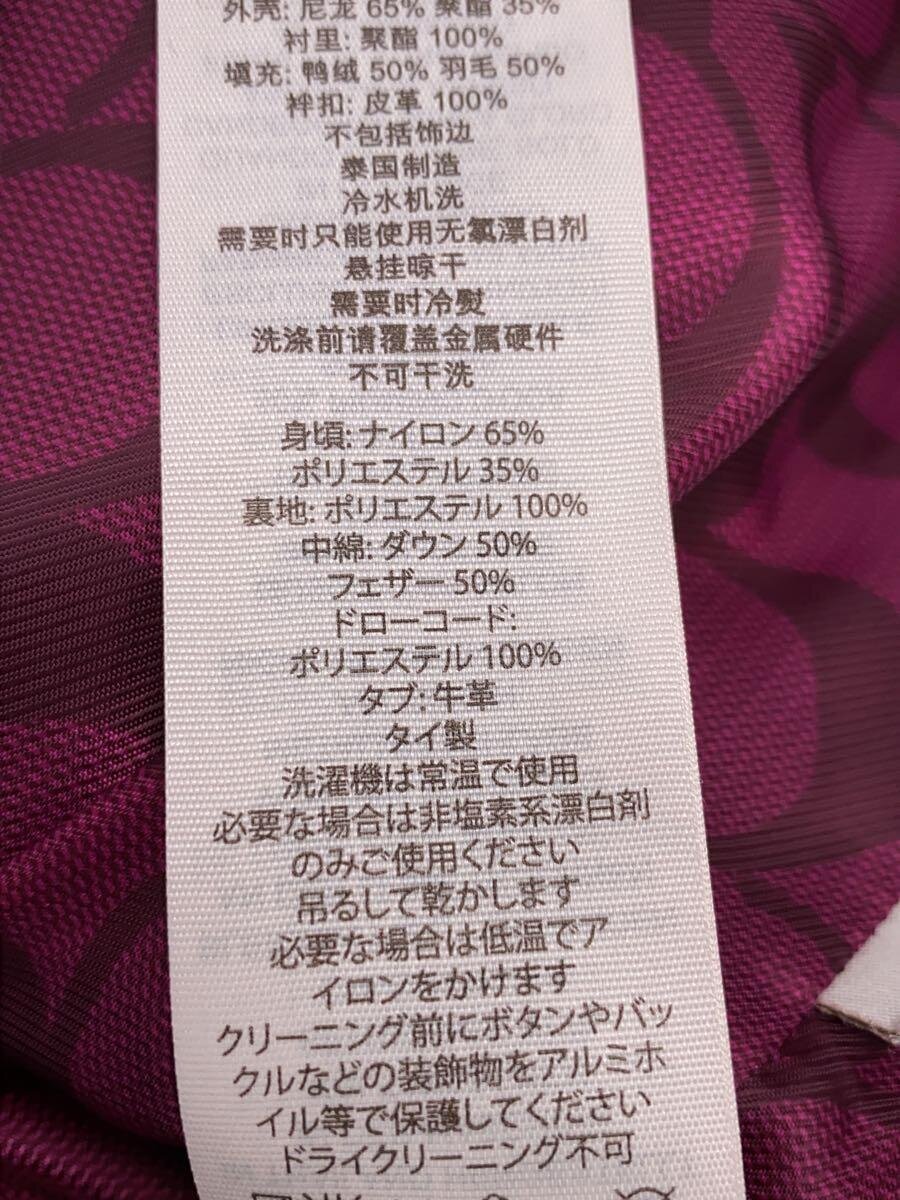 外壳: 尼龙 65% 聚酯 35%
衬里: 聚酯 100%
填充: 鸭绒 50% 羽毛 50%
袢扣: 皮革 100%
不包括饰边
泰国制造
冷水机洗
需要时只能使用无氯漂白剂
悬挂晾干
需要时冷熨
洗涤前请覆盖金属硬件
不可干洗
身頃: ナイロン 65%
ポリエステル 35%
裏地: ポリエステル 100%
中綿: ダウン 50%
フェザー 50%
ドローコード:
ポリエステル 100%
タブ: 牛革
タイ製
洗濯機は常温で使用
必要な場合は非塩素系漂白剤
のみご使用ください
吊るして乾かします
必要な場合は低温でア
イロンをかけます
クリーニング前にボタンやバッ
クルなどの装飾物をアルミホ
イル等で保護してください
ドライクリーニング不可